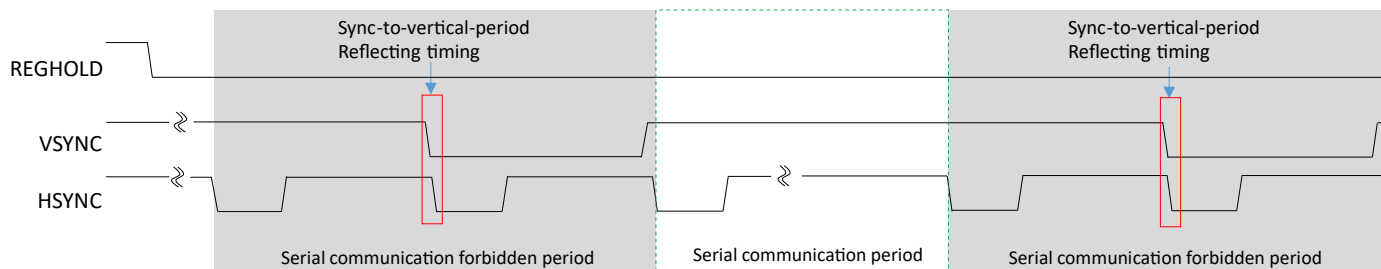 Sync-to-vertical-period
Reflecting timing
Sync-to-vertical-period
Reflecting timing
REGHOLD
VSYNC
HSYNC
Serial communication forbidden period
Serial communication period
Serial communication forbidden period